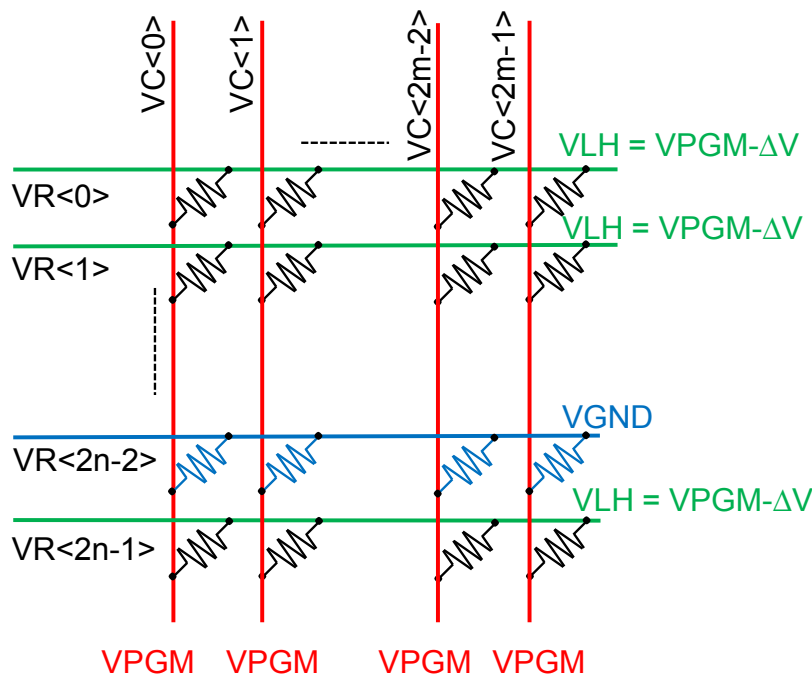 VC<0>
VC<1>
VC<2m-2>
VC<2m-1>
VLH = VPGM-ΔV
VR<0>
VLH = VPGM-ΔV
VR<1>
VGND
VR<2n-2>
VLH = VPGM-ΔV
VR<2n-1>
VPGM VPGM VPGM VPGM